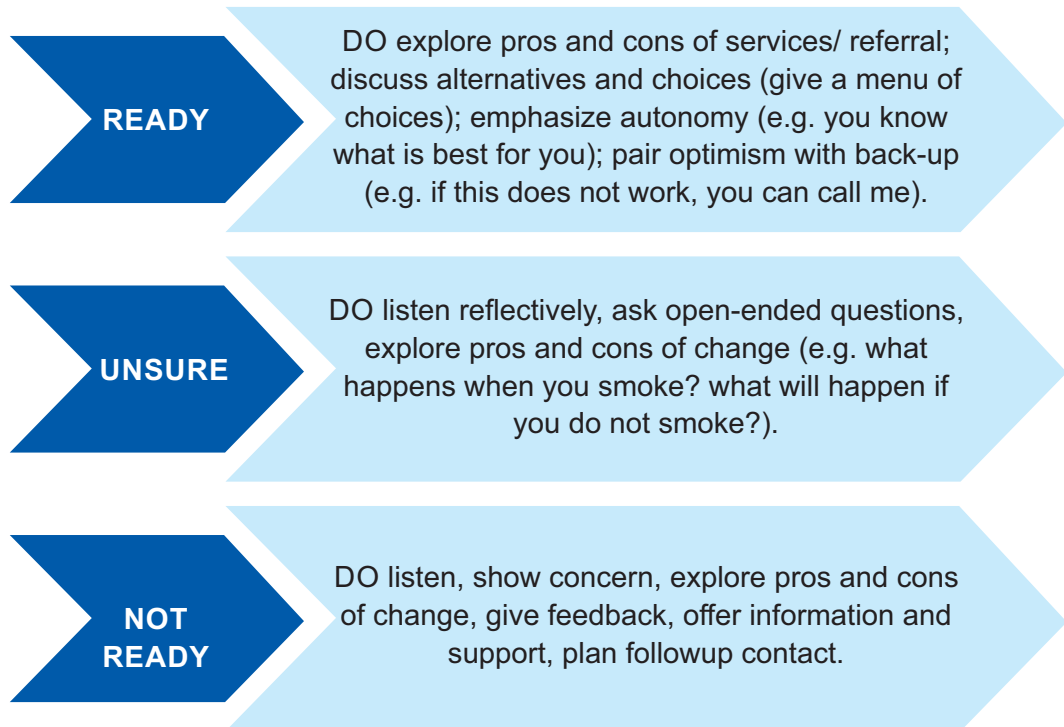 READY
DO explore pros and cons of services/ referral;
discuss alternatives and choices (give a menu of
choices); emphasize autonomy (e.g. you know
what is best for you); pair optimism with back-up
(e.g. if this does not work, you can call me).
UNSURE
DO listen reflectively, ask open-ended questions,
explore pros and cons of change (e.g. what
happens when you smoke? what will happen if
you do not smoke?).
NOT
READY
DO listen, show concern, explore pros and cons
of change, give feedback, offer information and
support, plan followup contact.